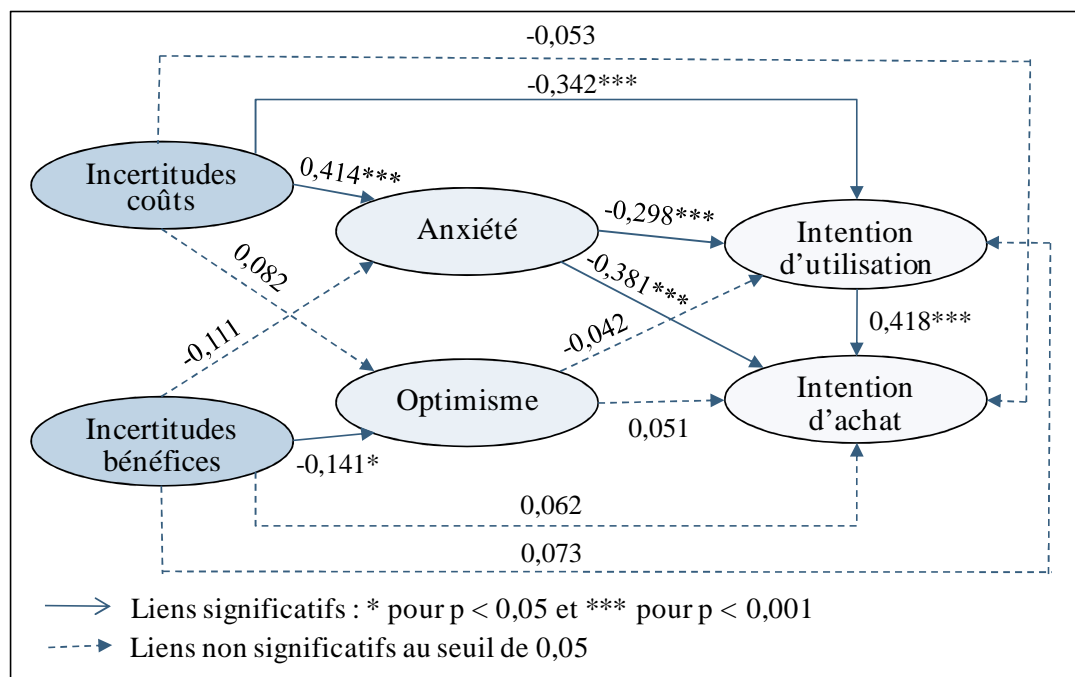 -0,053
-0,342***
Incertitudes
coûts
0,414***
Anxiété
-0,298***
Intention
d’utilisation
0,082
-0,381***
-0,111
-0,042
0,418***
Optimisme
Intention
d’achat
0,051
Incertitudes
bénéfices
-0,141*
0,062
0,073
Liens significatifs : * pour p < 0,05 et *** pour p < 0,001
Liens non significatifs au seuil de 0,05